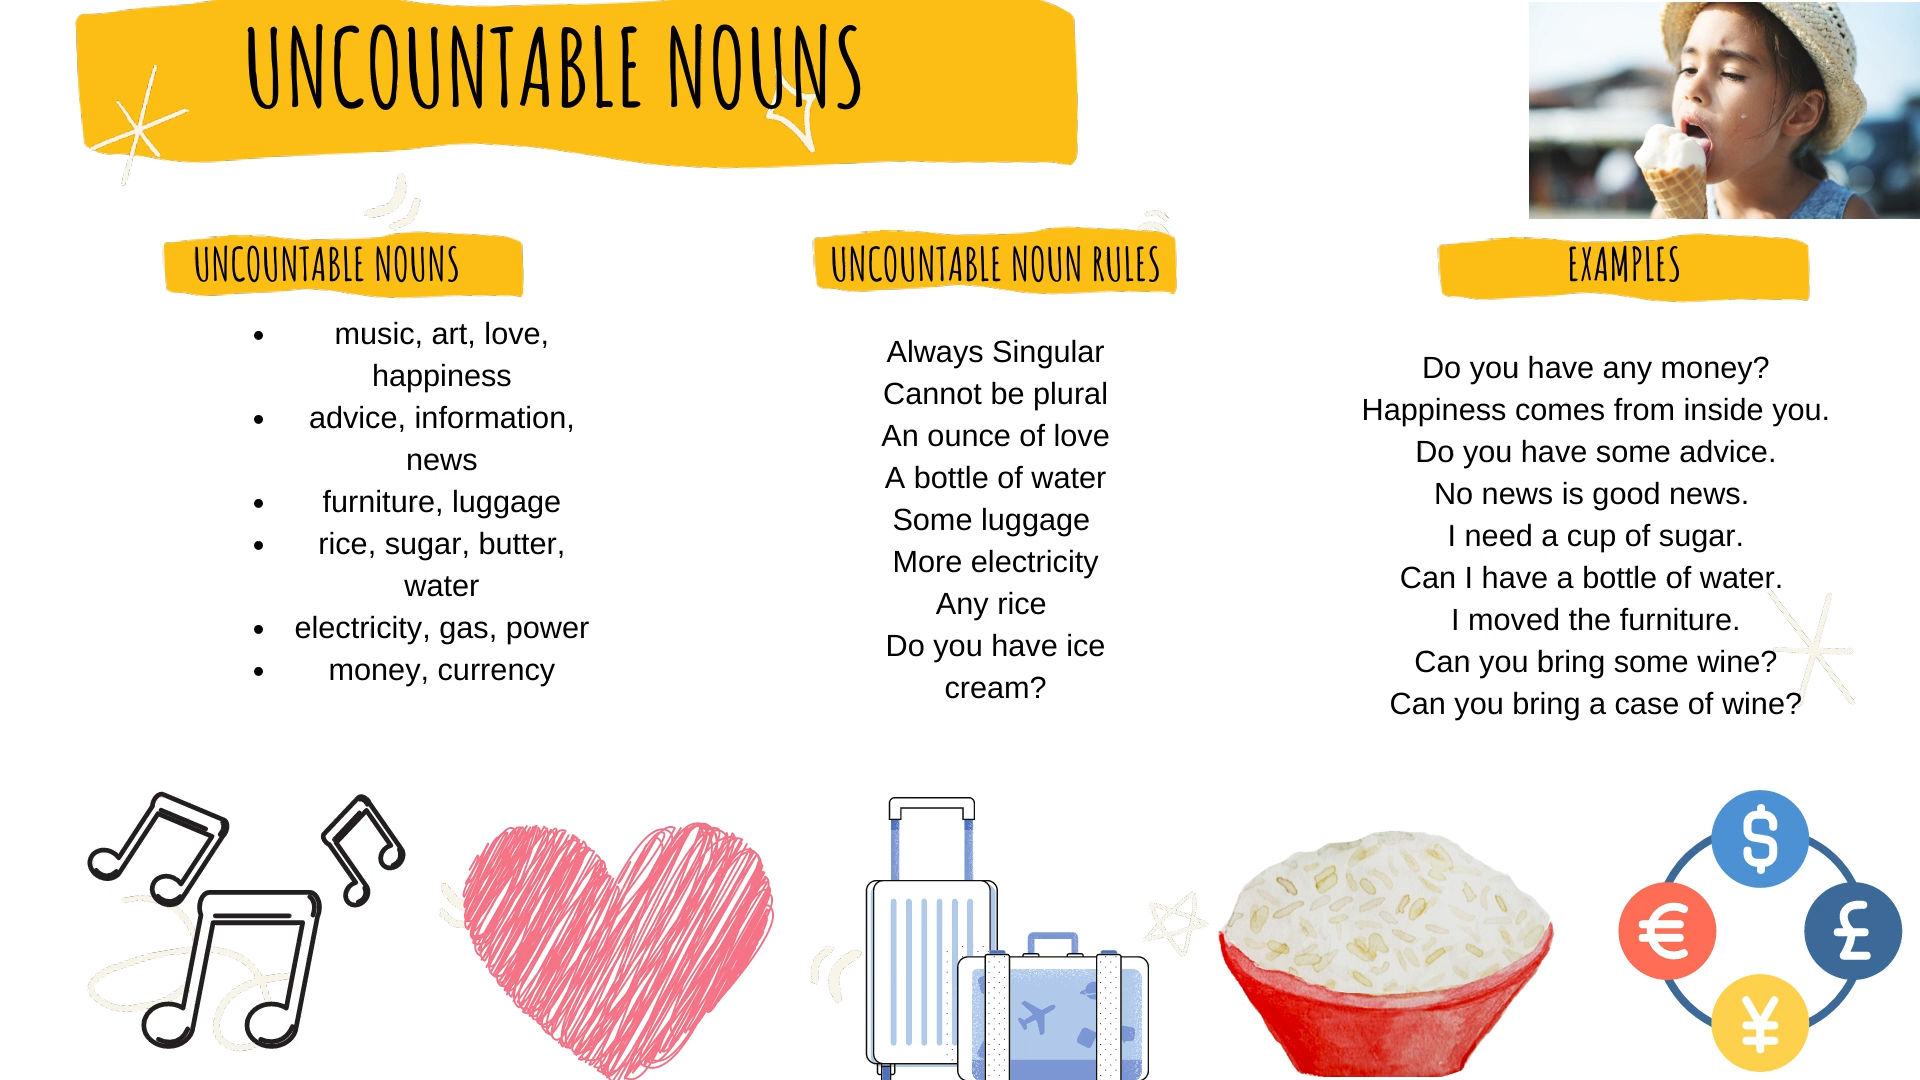 UNCOUNTABLE NOUNS
UNCOUNTABLE NOUNS
• music, art, love,
happiness
• advice, information,
news
• furniture, luggage
• rice, sugar, butter,
water
• electricity, gas, power
• money, currency
UNCOUNTABLE NOUN RULES
Always Singular
Cannot be plural
An ounce of love
A bottle of water
Some luggage
More electricity
Any rice
Do you have ice
cream?
EXAMPLES
Do you have any money?
Happiness comes from inside you.
Do you have some advice.
No news is good news.
I need a cup of sugar.
Can I have a bottle of water.
I moved the furniture.
Can you bring some wine?
Can you bring a case of wine?
$
€
£
¥